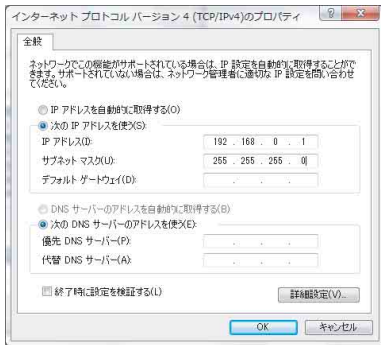 インターネット プロトコル バージョン 4 (TCP/IPv4)のプロパティ
全般
ネットワークでこの機能がサポートされている場合は、IP 設定を自動的に取得することがで
きます。サポートされていない場合は、ネットワーク管理者に適切な IP 設定を問い合わせ
てください。
IP アドレスを自動的に取得する(O)
次の IP アドレスを使う(S):
IP アドレス(I): 192 . 168 . 0 . 1
サブネット マスク(U): 255 . 255 . 255 . 0
デフォルト ゲートウェイ(D): . . .
DNS サーバーのアドレスを自動的に取得する(B)
次の DNS サーバーのアドレスを使う(E):
優先 DNS サーバー(P): . . .
代替 DNS サーバー(A): . . .
終了時に設定を検証する(L)
詳細設定(V)...
OK キャンセル